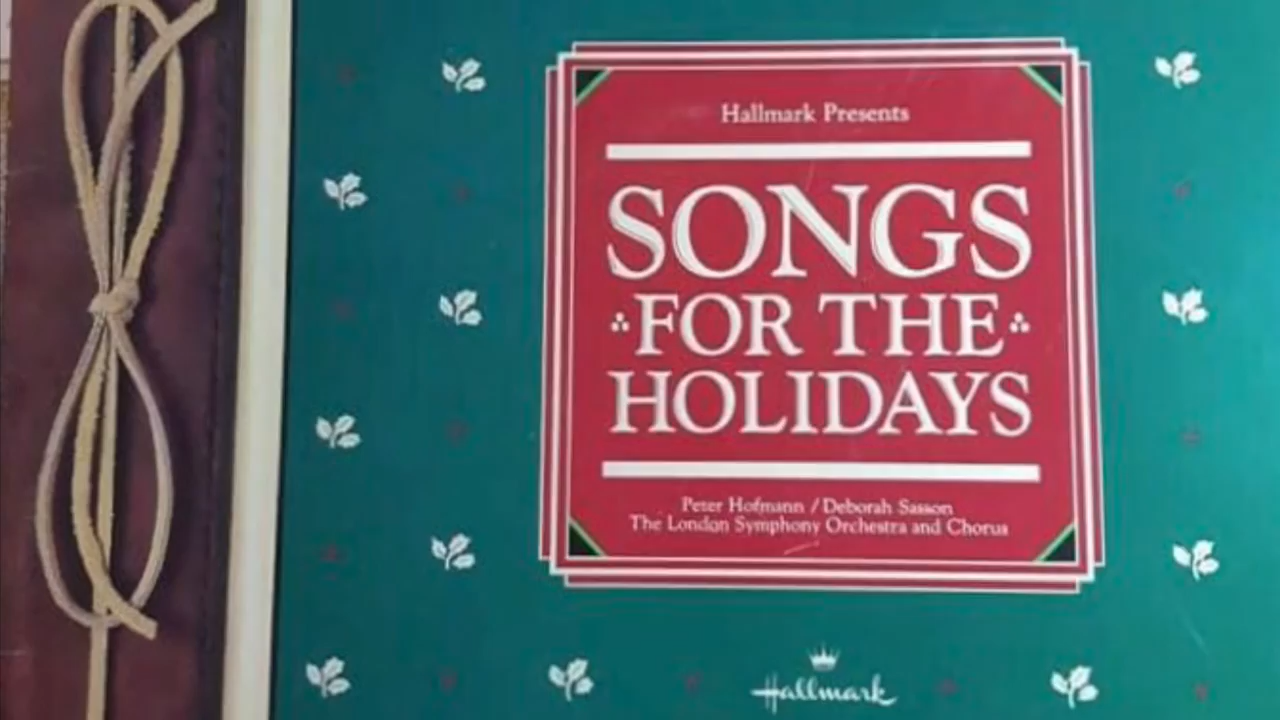 Hallmark Presents
SONGS
FOR THE
HOLIDAYS
Peter Hofmann / Deborah Sasson
The London Symphony Orchestra and Chorus
Hallmark